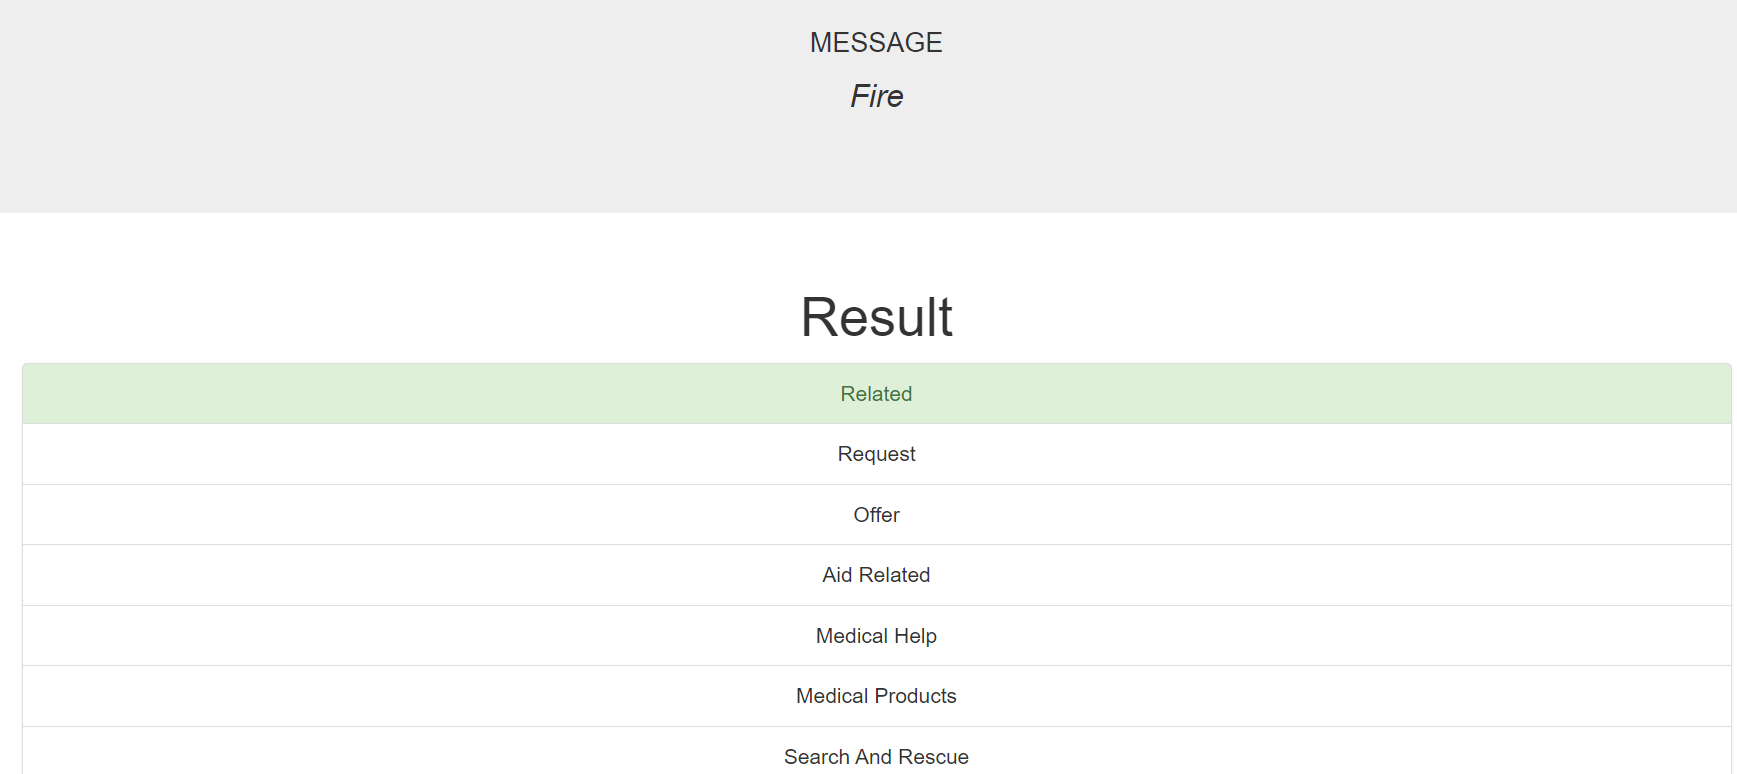 MESSAGE
Fire
Result
Related
Request
Offer
Aid Related
Medical Help
Medical Products
Search And Rescue